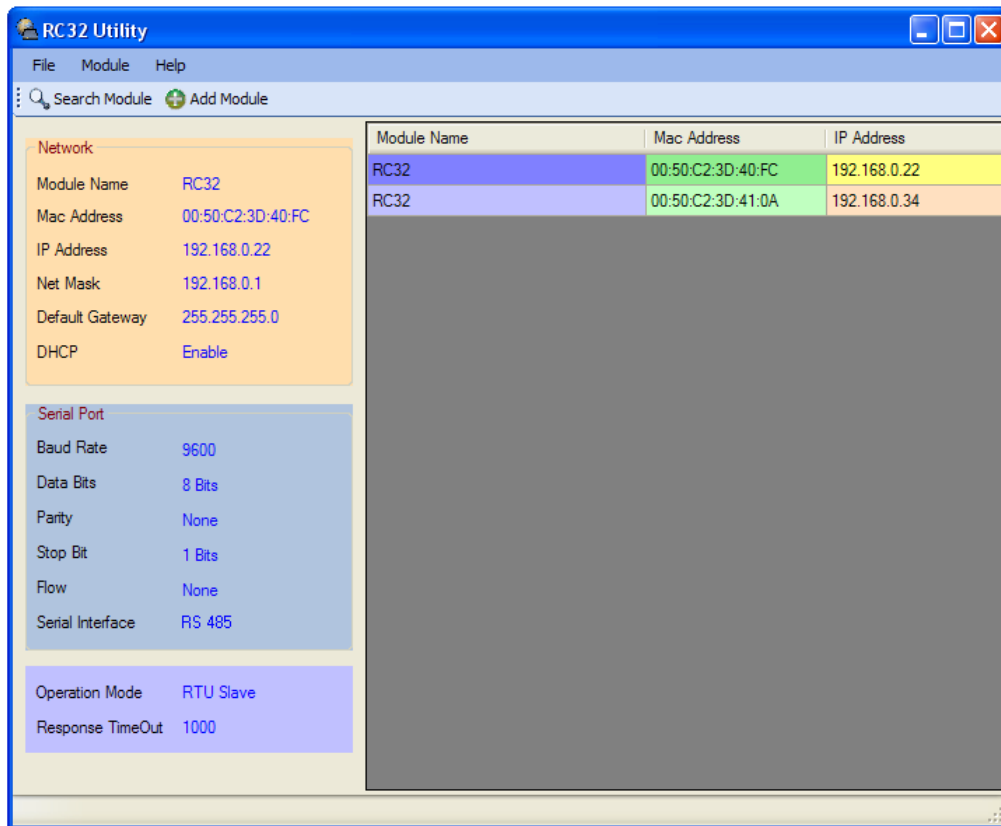 RC32 Utility
File Module Help
Search Module Add Module
Network
Module Name RC32
Mac Address 00:50:C2:3D:40:FC
IP Address 192.168.0.22
Net Mask 192.168.0.1
Default Gateway 255.255.255.0
DHCP Enable
Serial Port
Baud Rate 9600
Data Bits 8 Bits
Parity None
Stop Bit 1 Bits
Flow None
Serial Interface RS 485
Operation Mode RTU Slave
Response TimeOut 1000
Module Name Mac Address IP Address
RC32 00:50:C2:3D:40:FC 192.168.0.22
RC32 00:50:C2:3D:41:0A 192.168.0.34